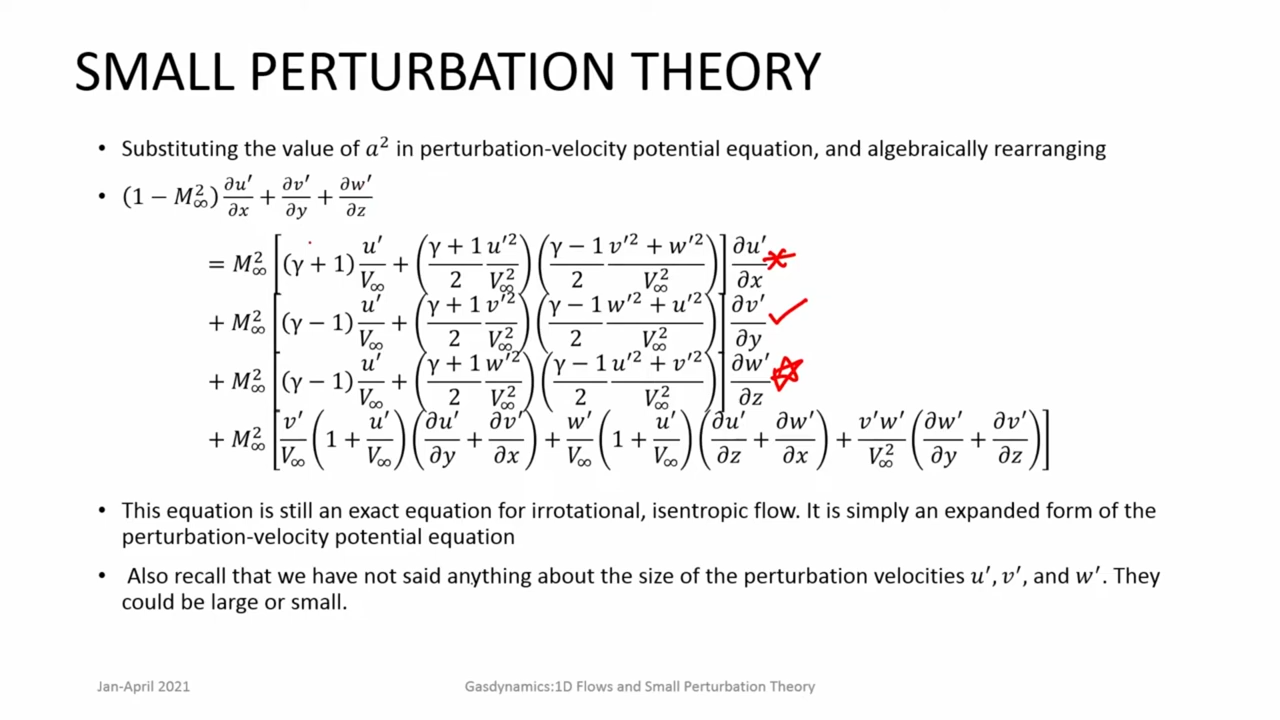 SMALL PERTURBATION THEORY
• Substituting the value of a² in perturbation-velocity potential equation, and algebraically rearranging
• (1 − M∞²) ∂u′/∂x + ∂v′/∂y + ∂w′/∂z
= M∞² [(γ + 1) u′/V∞ + (γ + 1/2 u′²/V∞²) (γ − 1/2 v′² + w′²/V∞²)] ∂u′/∂x
+ M∞² [(γ − 1) u′/V∞ + (γ + 1/2 v′²/V∞²) (γ − 1/2 w′² + u′²/V∞²)] ∂v′/∂y
+ M∞² [(γ − 1) u′/V∞ + (γ + 1/2 w′²/V∞²) (γ − 1/2 u′² + v′²/V∞²)] ∂w′/∂z
+ M∞² [v′/V∞ (1 + u′/V∞) (∂u′/∂y + ∂v′/∂x) + w′/V∞ (1 + u′/V∞) (∂u′/∂z + ∂w′/∂x) + v′w′/V∞² (∂w′/∂y + ∂v′/∂z)]
• This equation is still an exact equation for irrotational, isentropic flow. It is simply an expanded form of the
perturbation-velocity potential equation
• Also recall that we have not said anything about the size of the perturbation velocities u′, v′, and w′. They
could be large or small.
Jan-April 2021
Gasdynamics:1D Flows and Small Perturbation Theory